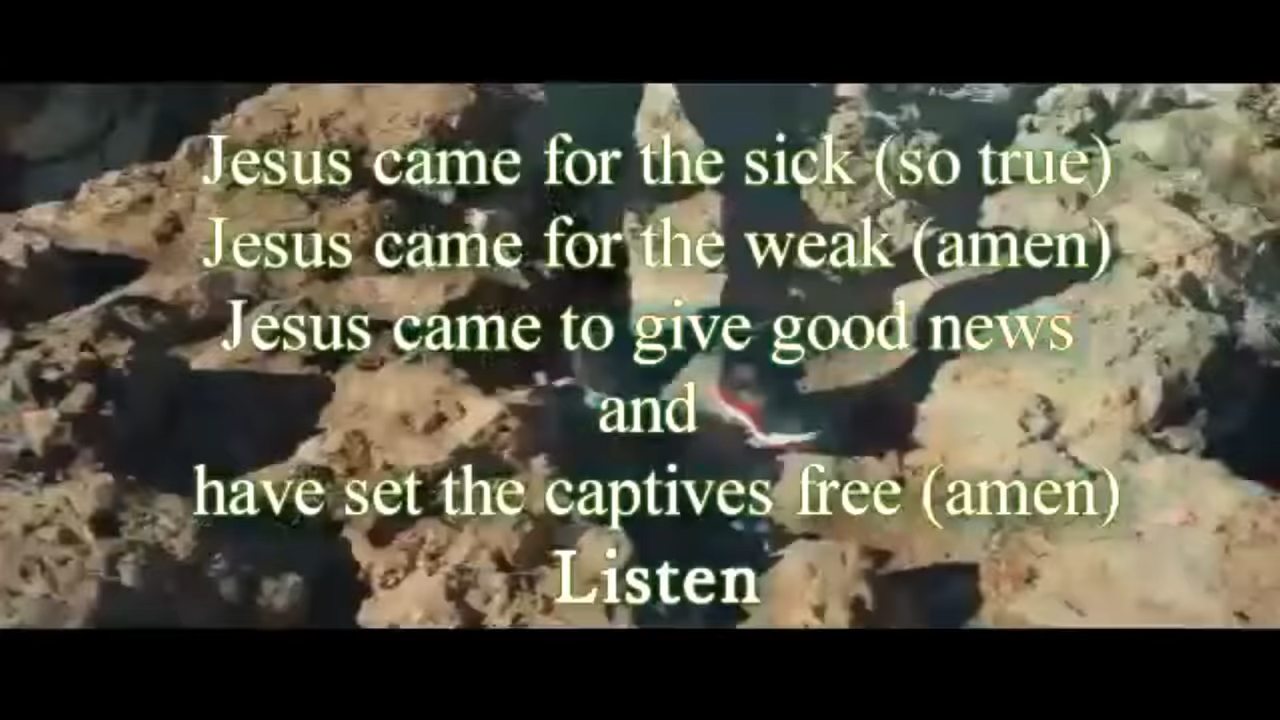 Jesus came for the sick (so true)
Jesus came for the weak (amen)
Jesus came to give good news
and
have set the captives free (amen)
Listen